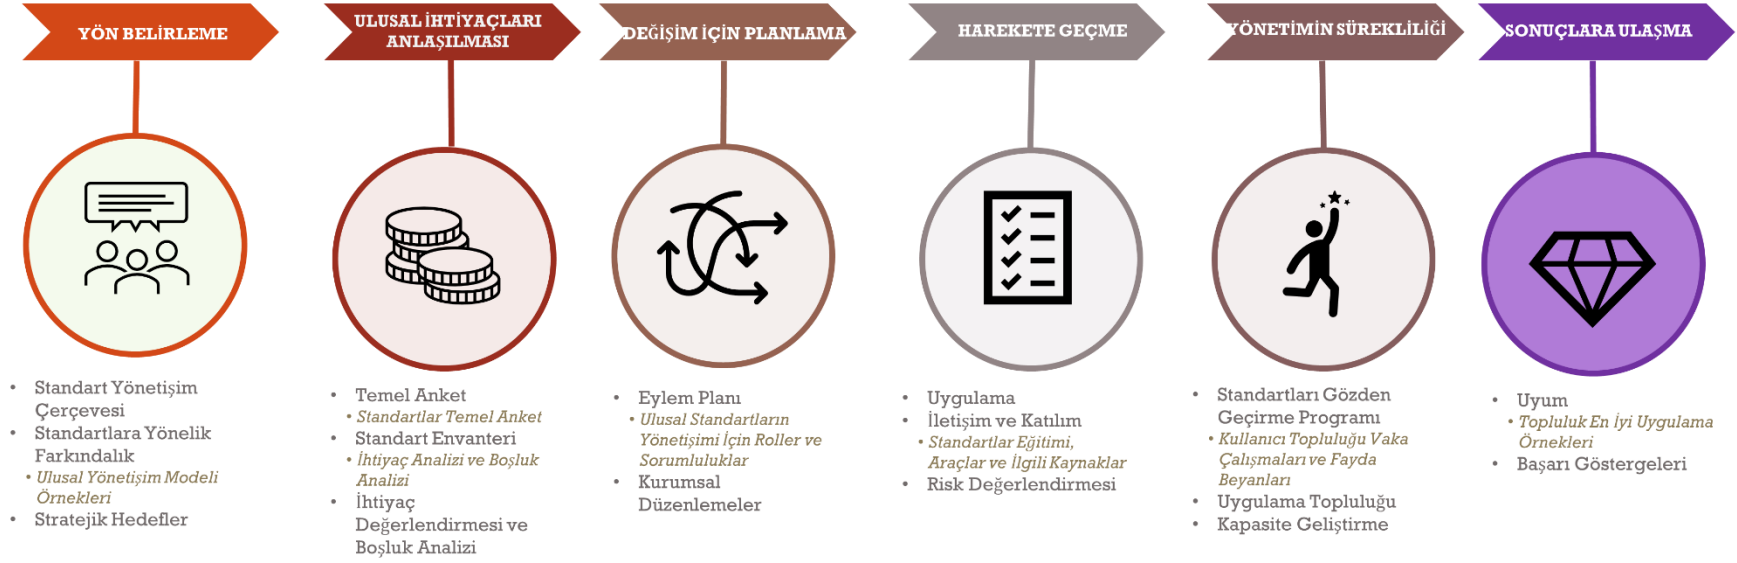 YÖN BELİRLEME
ULUSAL İHTİYAÇLARI
ANLAŞILMASI
DEĞİŞİM İÇİN PLANLAMA
HAREKETE GEÇME
YÖNETİMİN SÜREKLİLİĞİ
SONUÇLARA ULAŞMA
• Standart Yönetişim
Çerçevesi
• Standartlara Yönelik
Farkındalık
• Ulusal Yönetişim Modeli
Örnekleri
• Stratejik Hedefler
• Temel Anket
• Standartlar Temel Anket
• Standart Envanteri
• İhtiyaç Analizi ve Boşluk
Analizi
• İhtiyaç
Değerlendirmesi ve
Boşluk Analizi
• Eylem Planı
• Ulusal Standartların
Yönetişimi İçin Roller ve
Sorumluluklar
• Kurumsal
Düzenlemeler
• Uygulama
• İletişim ve Katılım
• Standartlar Eğitimi,
Araçlar ve İlgili Kaynaklar
• Risk Değerlendirmesi
• Standartları Gözden
Geçirme Programı
• Kullanıcı Topluluğu Vaka
Çalışmaları ve Fayda
Beyanları
• Uygulama Topluluğu
• Kapasite Geliştirme
• Uyum
• Topluluk En İyi Uygulama
Örnekleri
• Başarı Göstergeleri